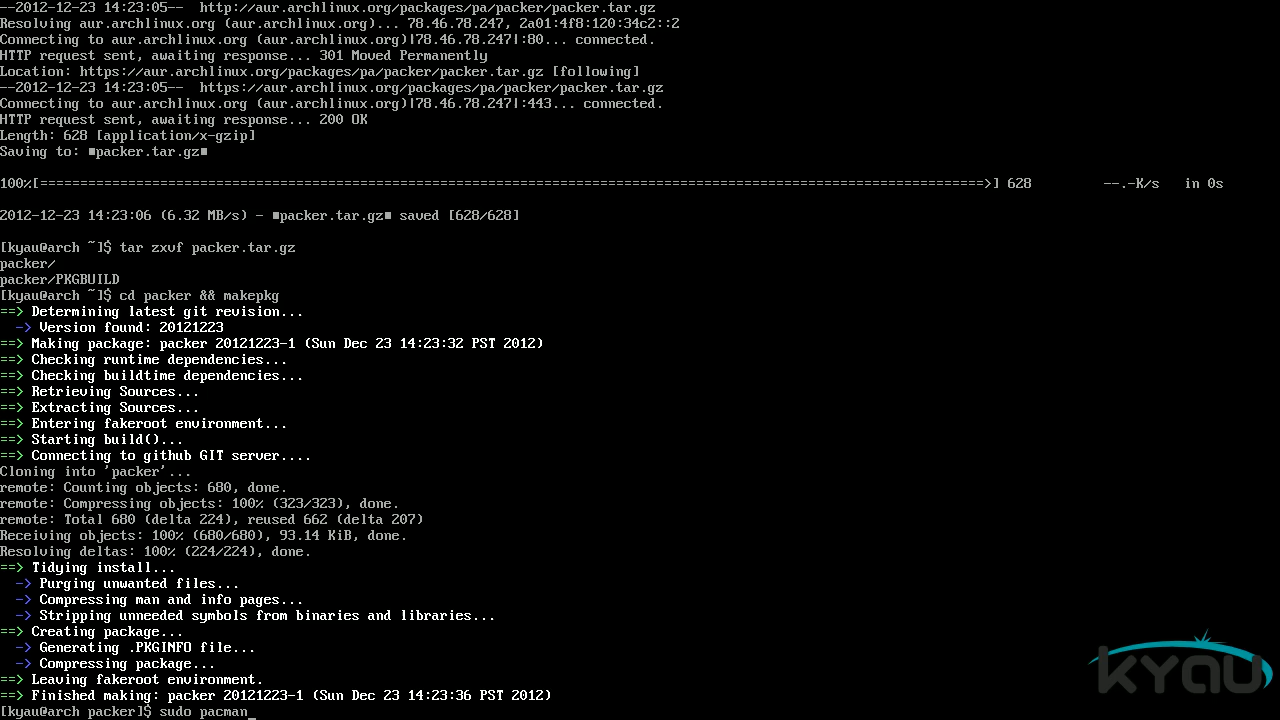 --2012-12-23 14:23:05--  http://aur.archlinux.org/packages/pa/packer/packer.tar.gz
Resolving aur.archlinux.org (aur.archlinux.org)... 78.46.78.247, 2a01:4f8:120:34c2::2
Connecting to aur.archlinux.org (aur.archlinux.org)|78.46.78.247|:80... connected.
HTTP request sent, awaiting response... 301 Moved Permanently
Location: https://aur.archlinux.org/packages/pa/packer/packer.tar.gz [following]
--2012-12-23 14:23:05--  https://aur.archlinux.org/packages/pa/packer/packer.tar.gz
Connecting to aur.archlinux.org (aur.archlinux.org)|78.46.78.247|:443... connected.
HTTP request sent, awaiting response... 200 OK
Length: 628 [application/x-gzip]
Saving to: ■packer.tar.gz■
100%[======================================================================================================================>] 628         --.-K/s   in 0s
2012-12-23 14:23:06 (6.32 MB/s) - ■packer.tar.gz■ saved [628/628]
[kyau@arch ~]$ tar zxvf packer.tar.gz
packer/
packer/PKGBUILD
[kyau@arch ~]$ cd packer && makepkg
==> Determining latest git revision...
  -> Version found: 20121223
==> Making package: packer 20121223-1 (Sun Dec 23 14:23:32 PST 2012)
==> Checking runtime dependencies...
==> Checking buildtime dependencies...
==> Retrieving Sources...
==> Extracting Sources...
==> Entering fakeroot environment...
==> Starting build()...
==> Connecting to github GIT server....
Cloning into 'packer'...
remote: Counting objects: 680, done.
remote: Compressing objects: 100% (323/323), done.
remote: Total 680 (delta 224), reused 662 (delta 207)
Receiving objects: 100% (680/680), 93.14 KiB, done.
Resolving deltas: 100% (224/224), done.
==> Tidying install...
  -> Purging unwanted files...
  -> Compressing man and info pages...
  -> Stripping unneeded symbols from binaries and libraries...
==> Creating package...
  -> Generating .PKGINFO file...
  -> Compressing package...
==> Leaving fakeroot environment.
==> Finished making: packer 20121223-1 (Sun Dec 23 14:23:36 PST 2012)
[kyau@arch packer]$ sudo pacman_
kyau